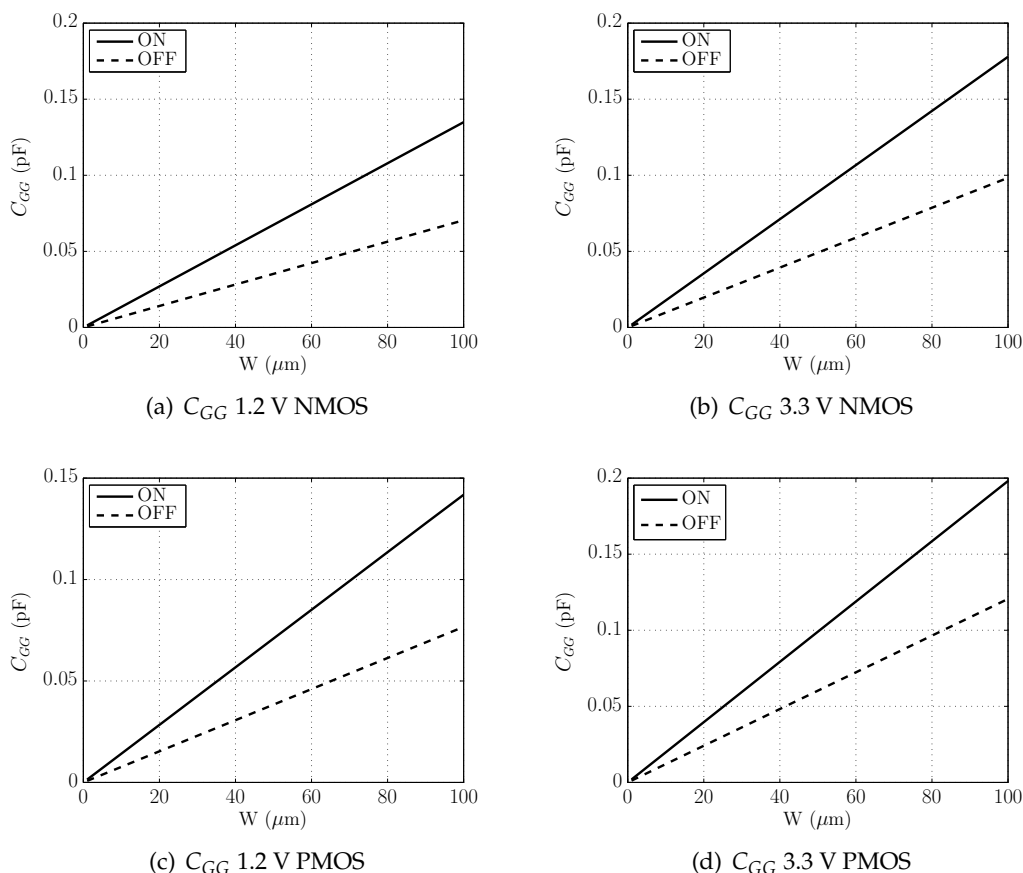 0.2
ON
OFF
0.15
C_GG (pF)
0.1
0.05
0
0 20 40 60 80 100
W (μm)
(a) C_GG 1.2 V NMOS
0.2
ON
OFF
0.15
C_GG (pF)
0.1
0.05
0
0 20 40 60 80 100
W (μm)
(b) C_GG 3.3 V NMOS
0.15
ON
OFF
0.1
C_GG (pF)
0.05
0
0 20 40 60 80 100
W (μm)
(c) C_GG 1.2 V PMOS
0.2
ON
OFF
0.15
C_GG (pF)
0.1
0.05
0
0 20 40 60 80 100
W (μm)
(d) C_GG 3.3 V PMOS